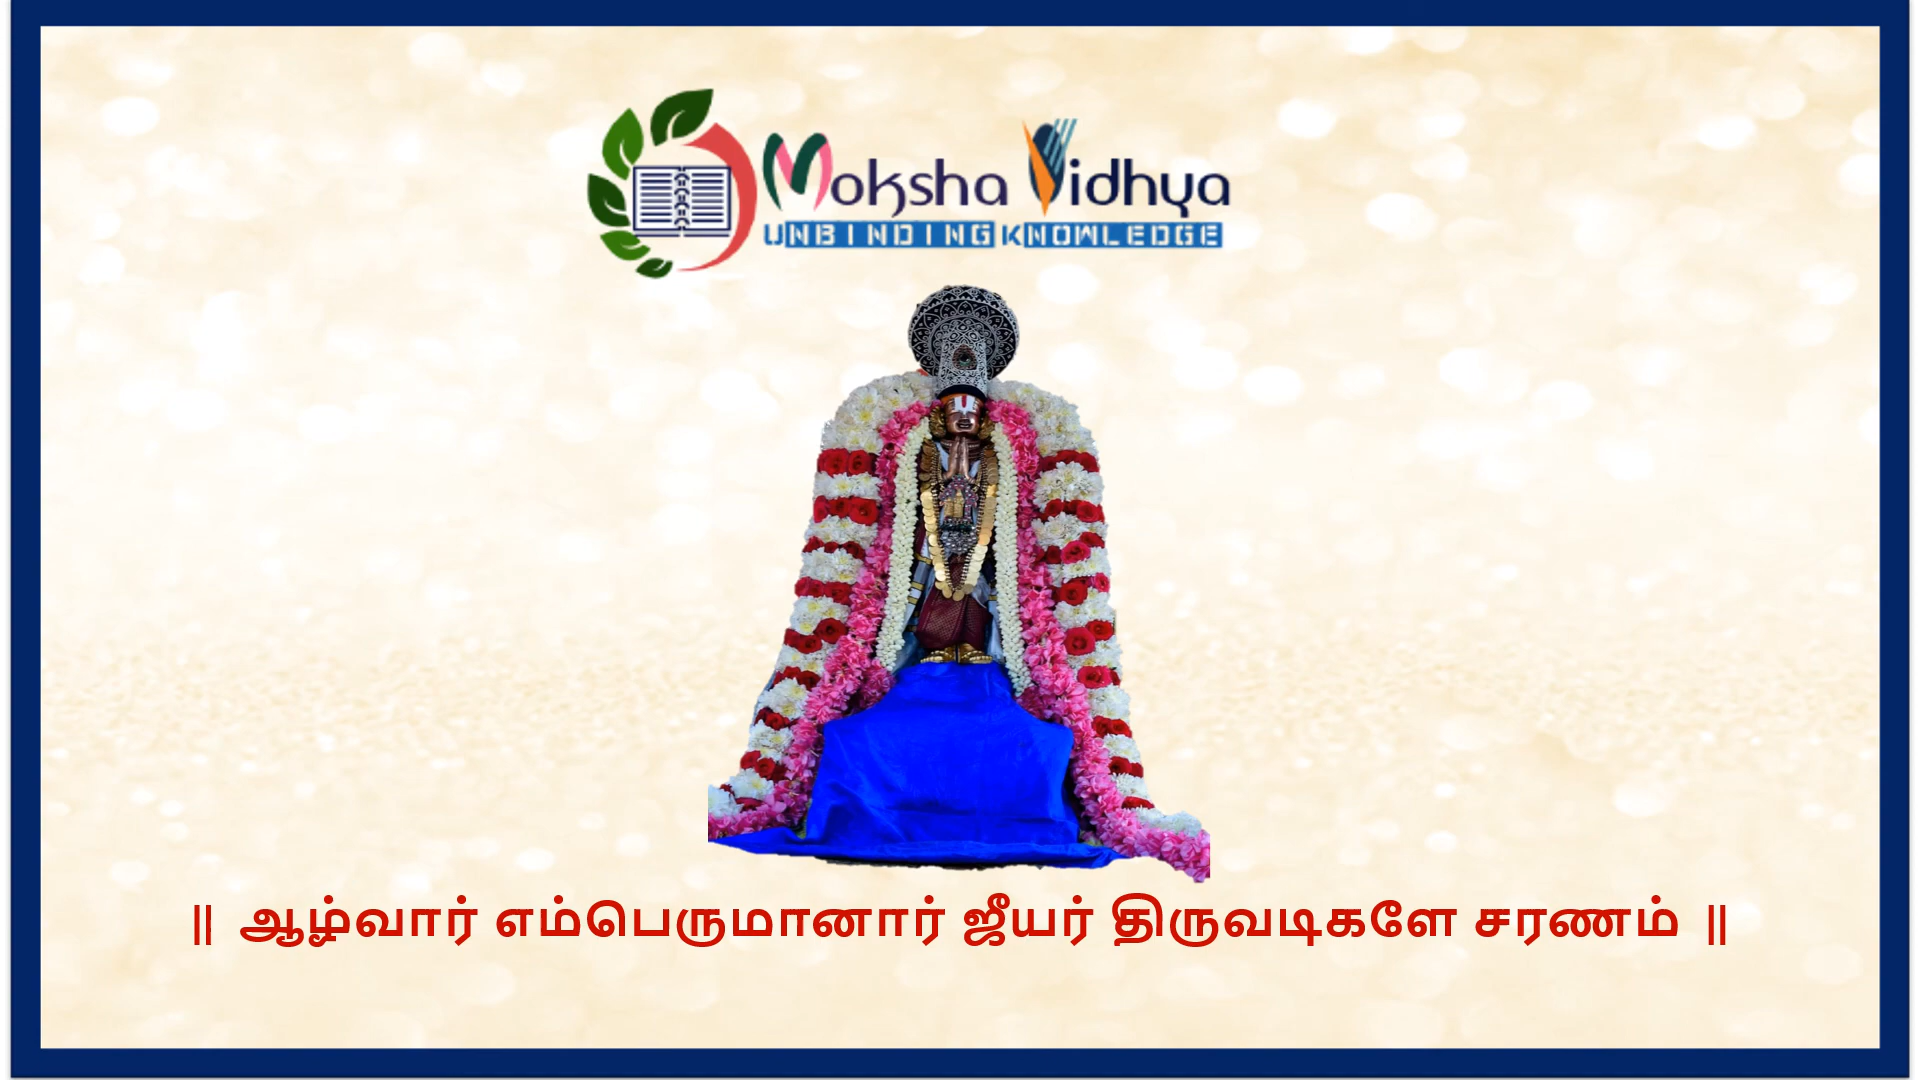 Moksha Vidhya
UNBINDING KNOWLEDGE
|| ஆழ்வார் எம்பெருமானார் ஜீயர் திருவடிகளே சரணம் ||